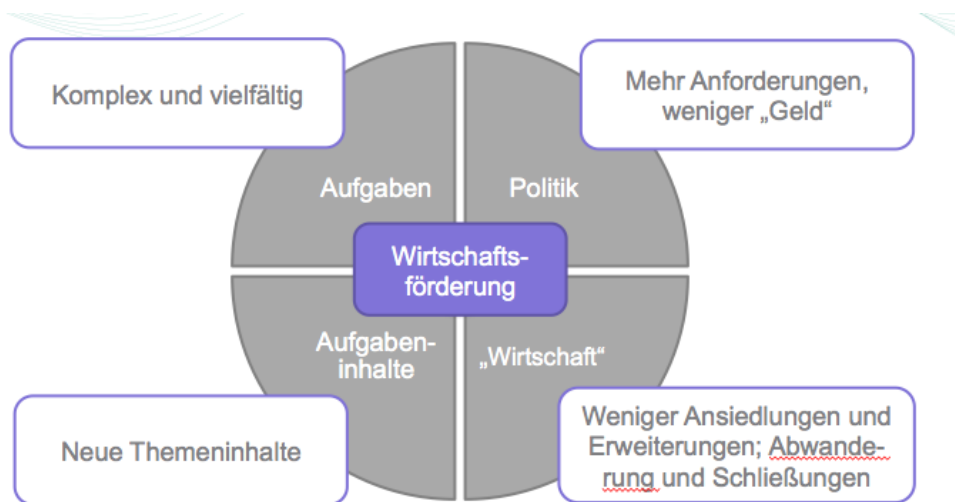 Komplex und vielfältig
Mehr Anforderungen,
weniger „Geld“
Aufgaben
Politik
Wirtschafts-
förderung
Aufgaben-
inhalte
„Wirtschaft“
Neue Themeninhalte
Weniger Ansiedlungen und
Erweiterungen; Abwande-
rung und Schließungen